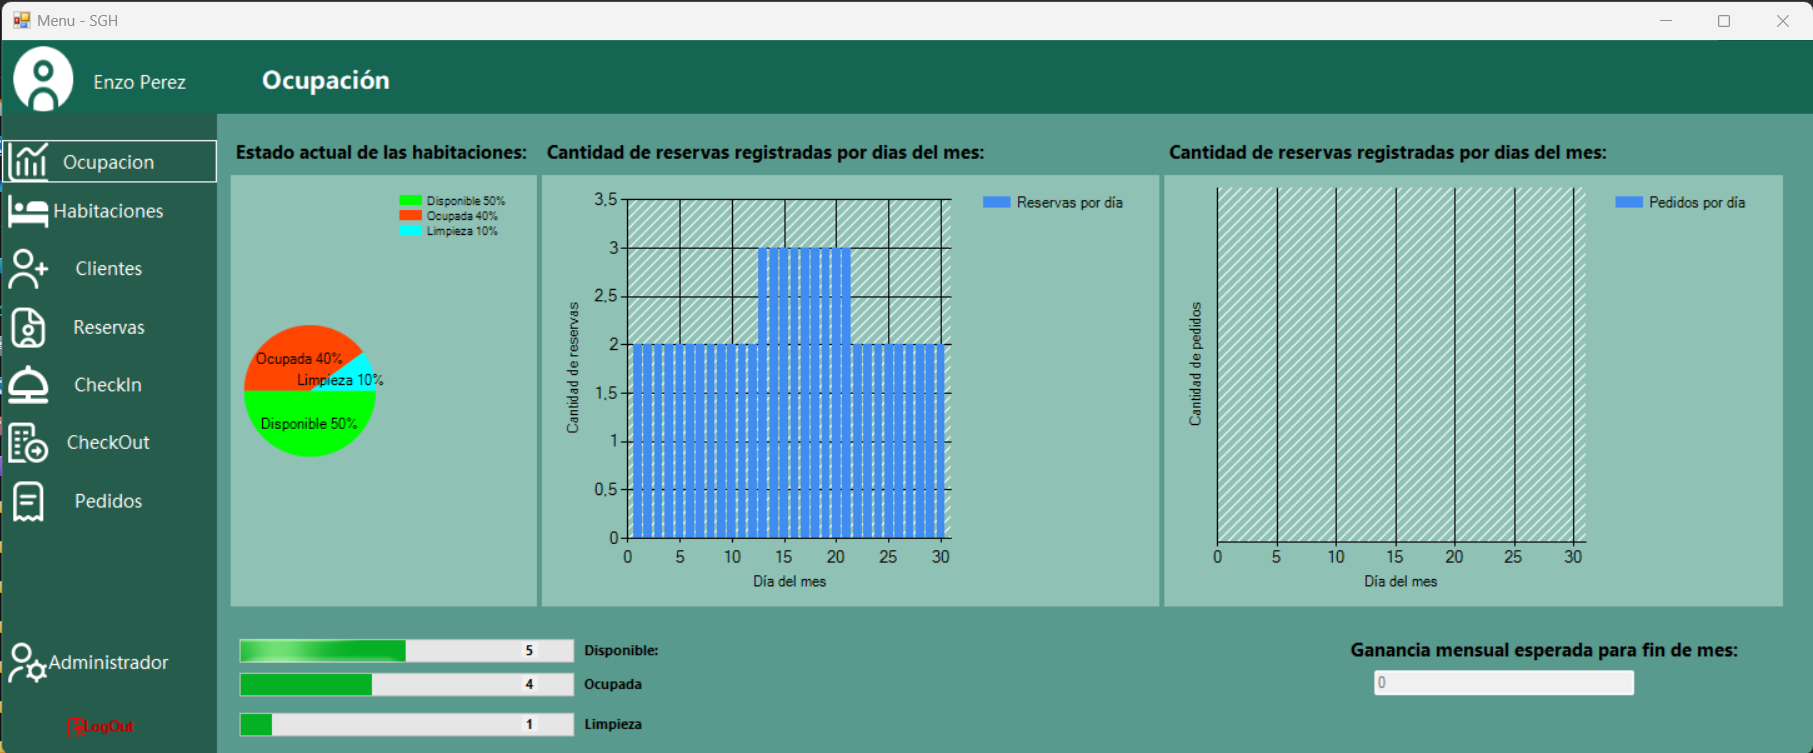 Menu - SGH
Enzo Perez
Ocupación
Ocupacion
Habitaciones
Clientes
Reservas
CheckIn
CheckOut
Pedidos
Administrador
LogOut
Estado actual de las habitaciones:
Disponible 50%
Ocupada 40%
Limpieza 10%
Ocupada 40%
Limpieza 10%
Disponible 50%
Cantidad de reservas registradas por dias del mes:
Reservas por día
Cantidad de reservas
3,5
3
2,5
2
1,5
1
0,5
0
0 5 10 15 20 25 30
Día del mes
Cantidad de reservas registradas por dias del mes:
Pedidos por día
Cantidad de pedidos
0 5 10 15 20 25 30
Día del mes
5 Disponible:
4 Ocupada
1 Limpieza
Ganancia mensual esperada para fin de mes:
0